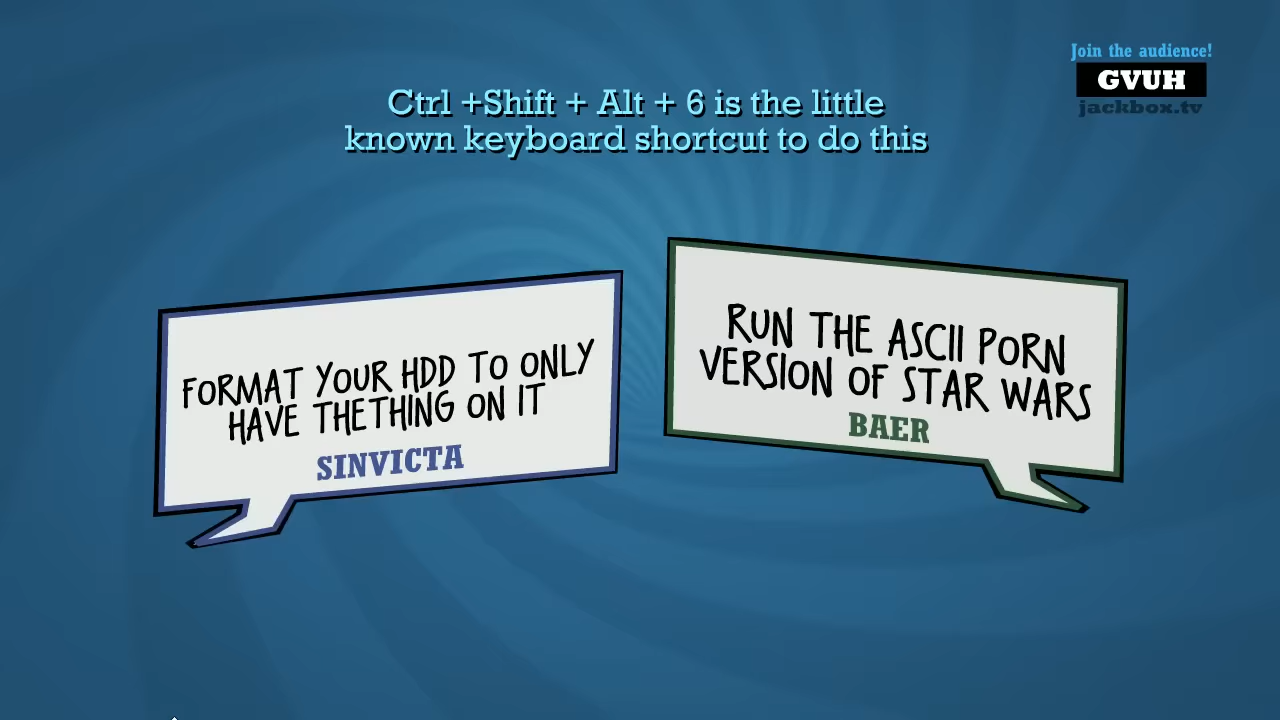 Join the audience!
GVUH
jackbox.tv
Ctrl +Shift + Alt + 6 is the little
known keyboard shortcut to do this
FORMAT YOUR HDD TO ONLY
HAVE THETHING ON IT
SINVICTA
RUN THE ASCII PORN
VERSION OF STAR WARS
BAER